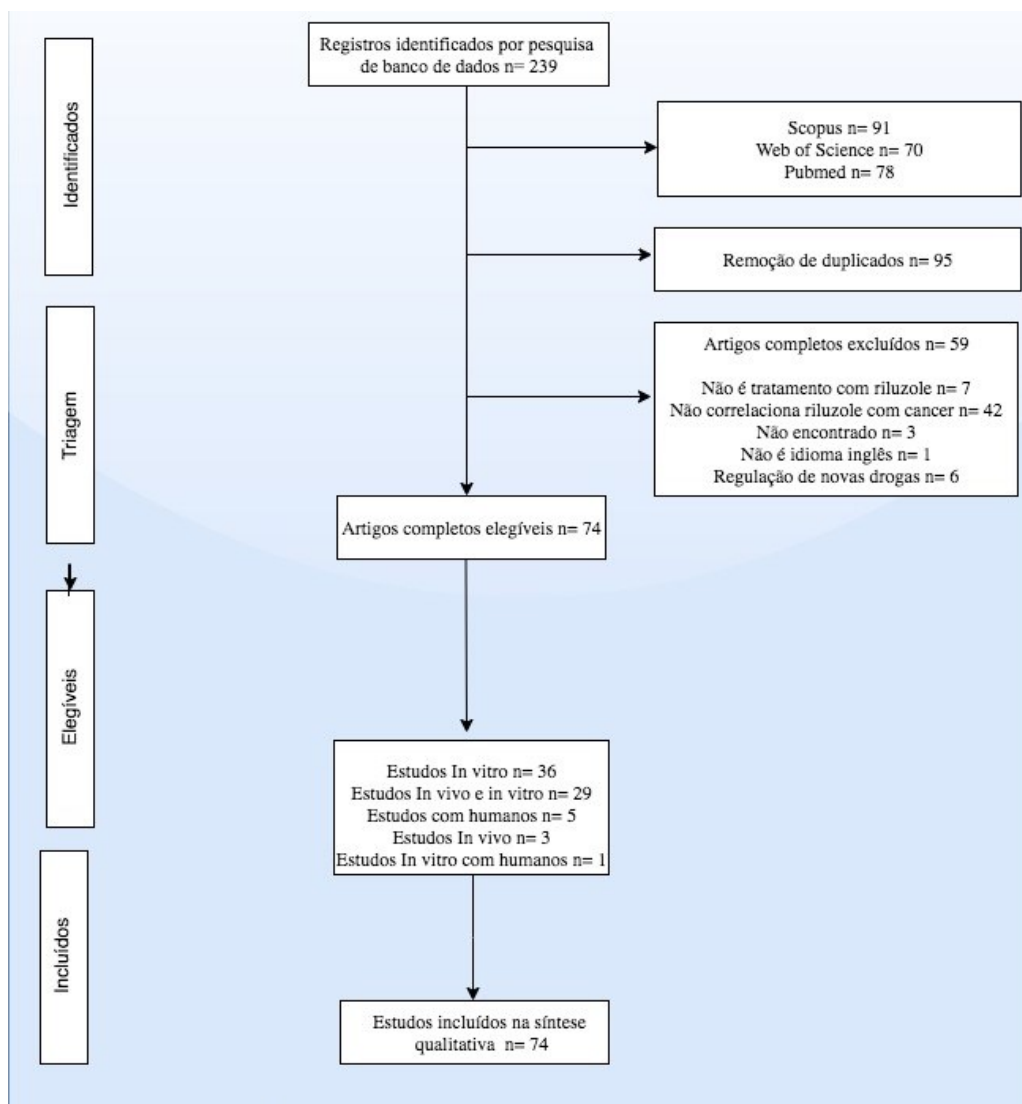 Identificados
Registros identificados por pesquisa
de banco de dados n= 239
Scopus n= 91
Web of Science n= 70
Pubmed n= 78
Remoção de duplicados n= 95
Triagem
Artigos completos excluídos n= 59
Não é tratamento com riluzole n= 7
Não correlaciona riluzole com cancer n= 42
Não encontrado n= 3
Não é idioma inglês n= 1
Regulação de novas drogas n= 6
Artigos completos elegíveis n= 74
Elegíveis
Estudos In vitro n= 36
Estudos In vivo e in vitro n= 29
Estudos com humanos n= 5
Estudos In vivo n= 3
Estudos In vitro com humanos n= 1
Incluídos
Estudos incluídos na síntese
qualitativa n= 74